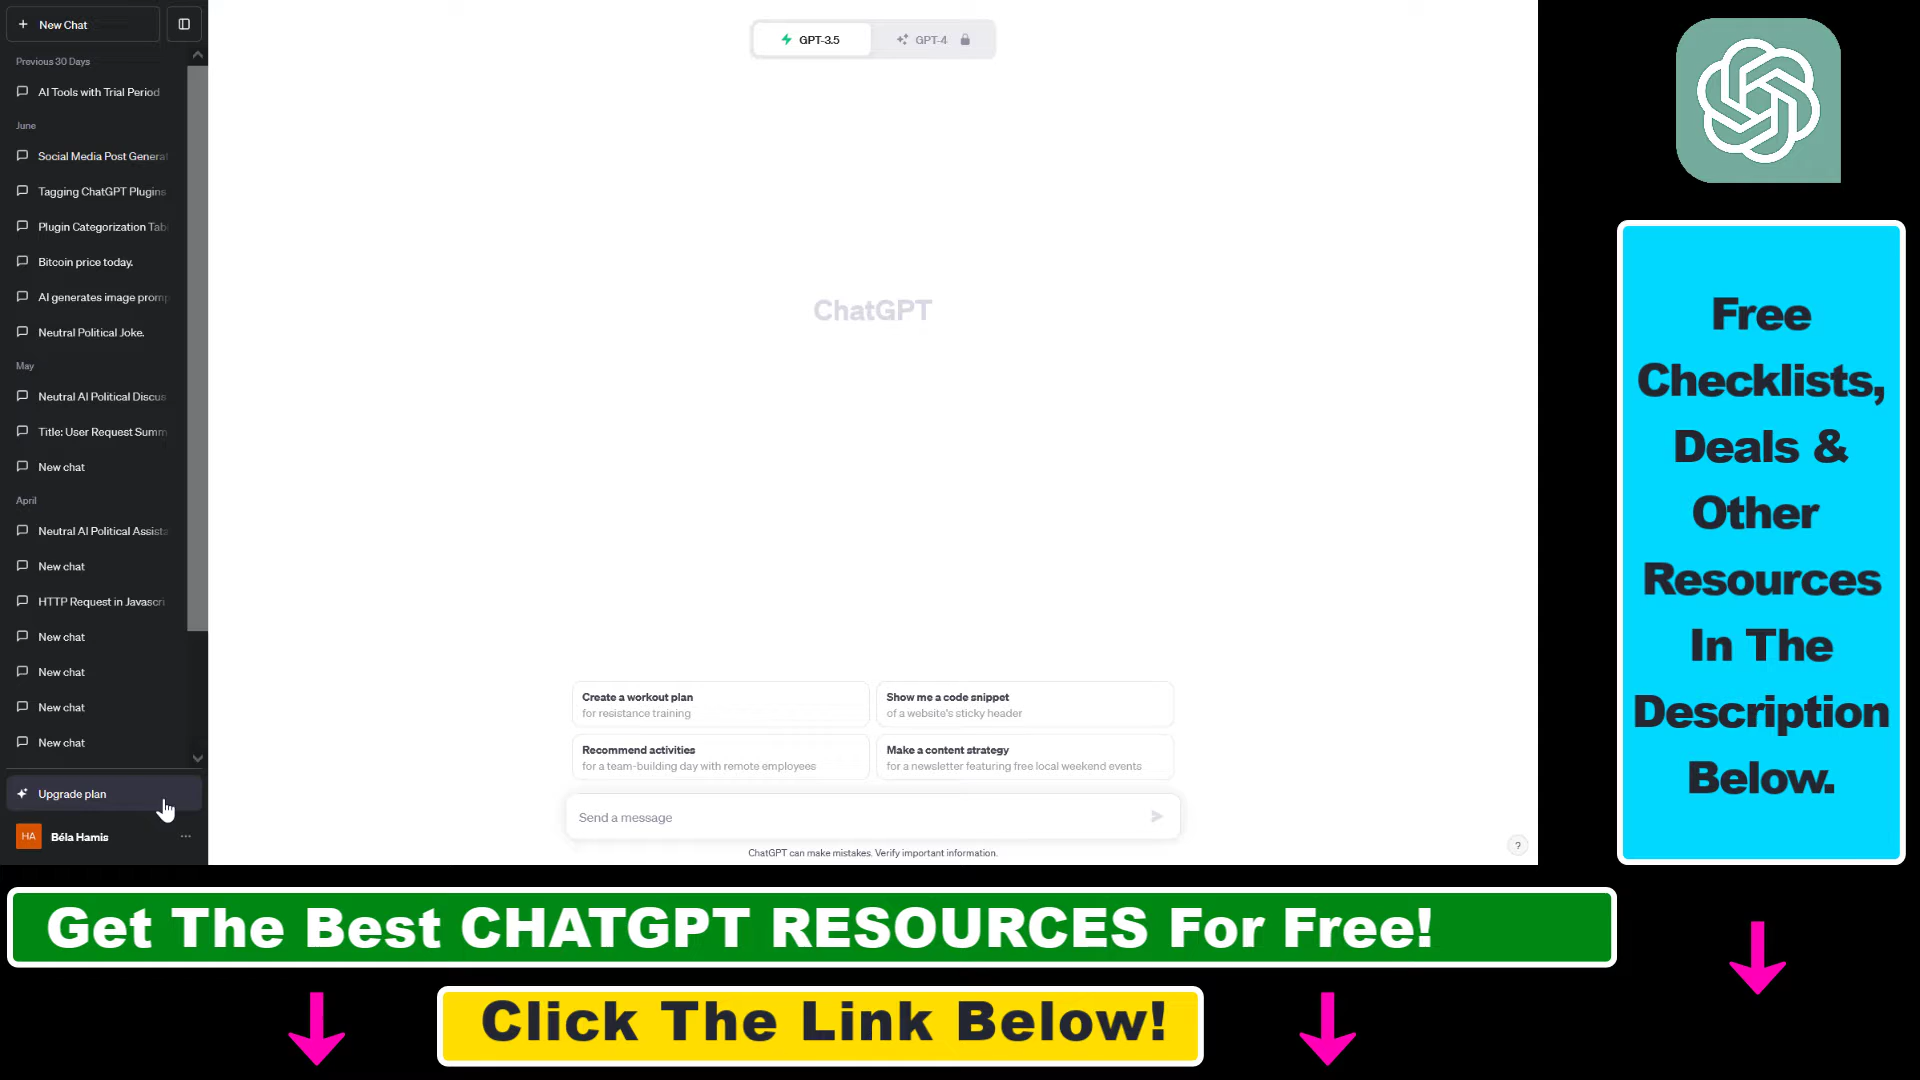 New Chat
Previous 30 Days
AI Tools with Trial Period
June
Social Media Post Generat
Tagging ChatGPT Plugins
Plugin Categorization Tab
Bitcoin price today.
AI generates image promp
Neutral Political Joke.
May
Neutral AI Political Discus
Title: User Request Summ
New chat
April
Neutral AI Political Assista
New chat
HTTP Request in Javascri
New chat
New chat
New chat
New chat
Upgrade plan
HA Béla Hamis
GPT-3.5 GPT-4
ChatGPT
Create a workout plan
for resistance training
Show me a code snippet
of a website's sticky header
Recommend activities
for a team-building day with remote employees
Make a content strategy
for a newsletter featuring free local weekend events
Send a message
ChatGPT can make mistakes. Verify important information.
?
Free
Checklists,
Deals &
Other
Resources
In The
Description
Below.
Get The Best CHATGPT RESOURCES For Free!
Click The Link Below!